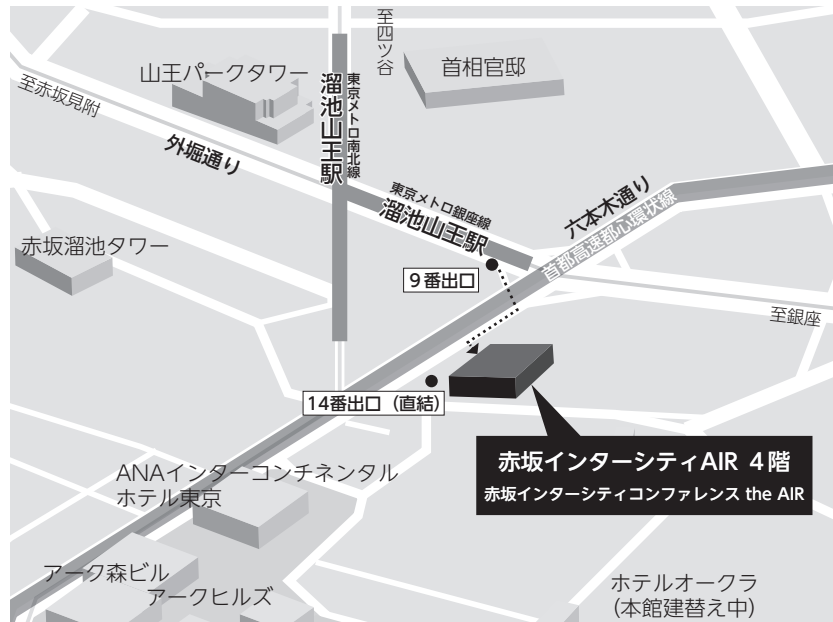 至四ツ谷
首相官邸
山王パークタワー
東京メトロ南北線
溜池山王駅
至赤坂見附
外堀通り
東京メトロ銀座線
溜池山王駅
六本木通り
首都高速都心環状線
赤坂溜池タワー
9番出口
至銀座
14番出口（直結）
赤坂インターシティAIR 4階
赤坂インターシティコンファレンス the AIR
ANAインターコンチネンタル
ホテル東京
アーク森ビル
アークヒルズ
ホテルオークラ
(本館建替え中)